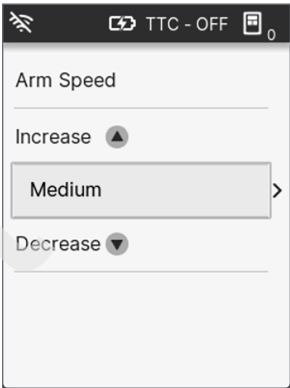 TTC - OFF
0
Arm Speed
Increase
Medium
Decrease